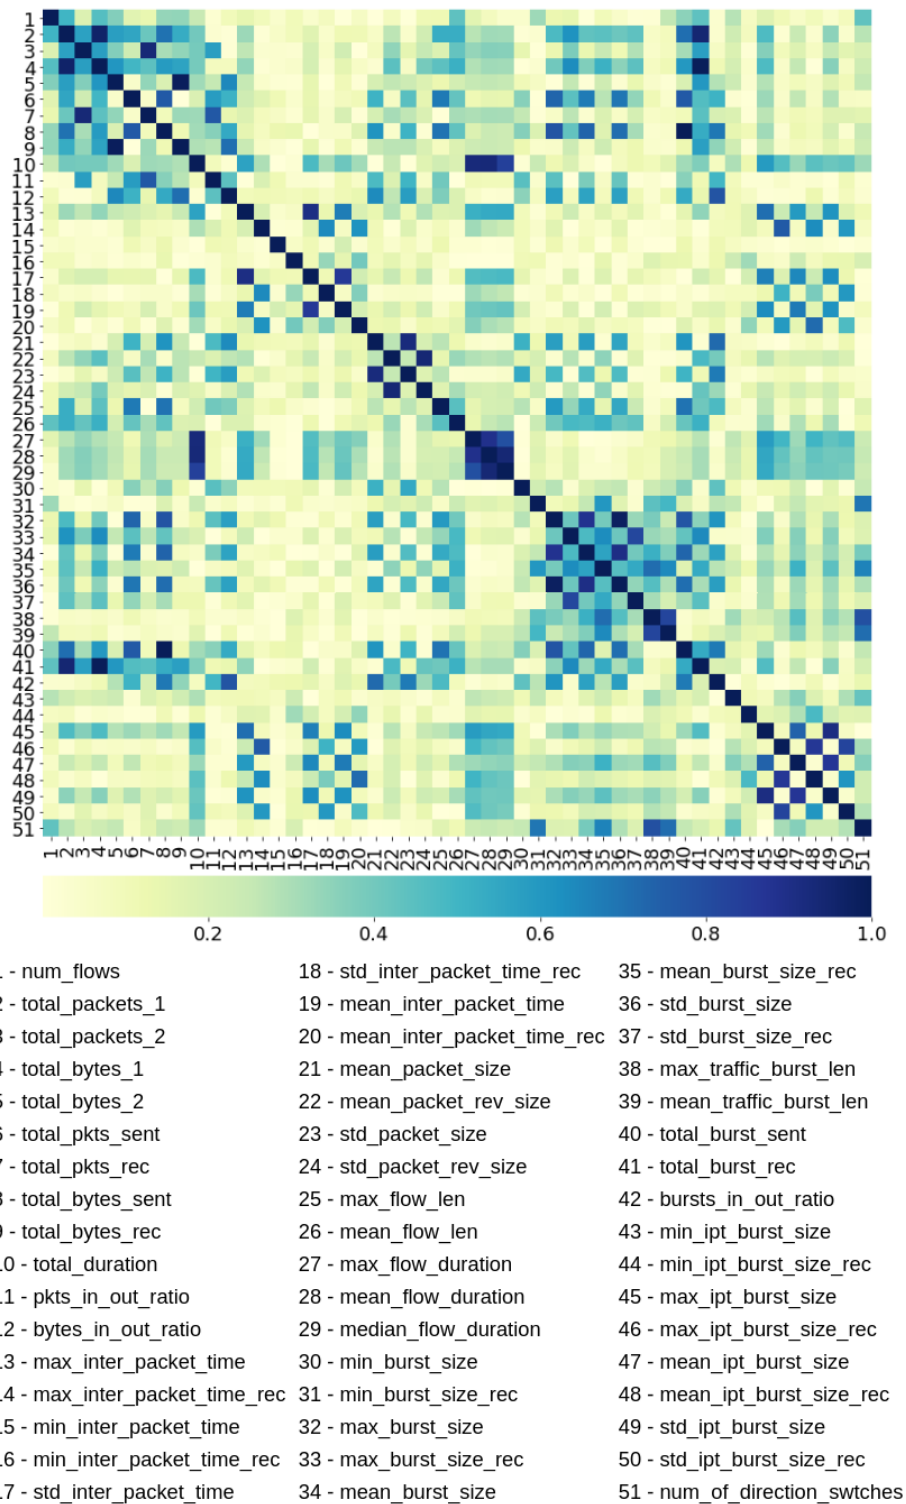 1
2
3
4
5
6
7
8
9
10
11
12
13
14
15
16
17
18
19
20
21
22
23
24
25
26
27
28
29
30
31
32
33
34
35
36
37
38
39
40
41
42
43
44
45
46
47
48
49
50
51
1 2 3 4 5 6 7 8 9 10 11 12 13 14 15 16 17 18 19 20 21 22 23 24 25 26 27 28 29 30 31 32 33 34 35 36 37 38 39 40 41 42 43 44 45 46 47 48 49 50 51
0.2 0.4 0.6 0.8 1.0
- num_flows 18 - std_inter_packet_time_rec 35 - mean_burst_size_rec
- total_packets_1 19 - mean_inter_packet_time 36 - std_burst_size
- total_packets_2 20 - mean_inter_packet_time_rec 37 - std_burst_size_rec
- total_bytes_1 21 - mean_packet_size 38 - max_traffic_burst_len
- total_bytes_2 22 - mean_packet_rev_size 39 - mean_traffic_burst_len
- total_pkts_sent 23 - std_packet_size 40 - total_burst_sent
- total_pkts_rec 24 - std_packet_rev_size 41 - total_burst_rec
- total_bytes_sent 25 - max_flow_len 42 - bursts_in_out_ratio
- total_bytes_rec 26 - mean_flow_len 43 - min_ipt_burst_size
0 - total_duration 27 - max_flow_duration 44 - min_ipt_burst_size_rec
1 - pkts_in_out_ratio 28 - mean_flow_duration 45 - max_ipt_burst_size
2 - bytes_in_out_ratio 29 - median_flow_duration 46 - max_ipt_burst_size_rec
3 - max_inter_packet_time 30 - min_burst_size 47 - mean_ipt_burst_size
4 - max_inter_packet_time_rec 31 - min_burst_size_rec 48 - mean_ipt_burst_size_rec
5 - min_inter_packet_time 32 - max_burst_size 49 - std_ipt_burst_size
6 - min_inter_packet_time_rec 33 - max_burst_size_rec 50 - std_ipt_burst_size_rec
7 - std_inter_packet_time 34 - mean_burst_size 51 - num_of_direction_swtches